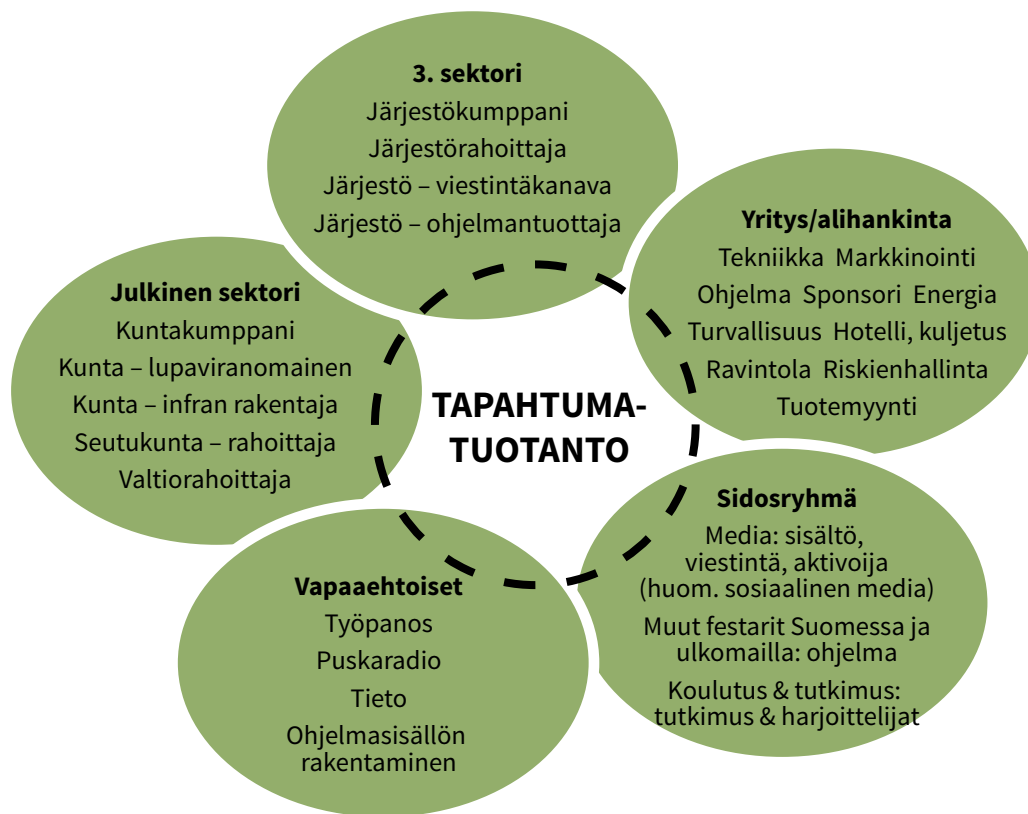 3. sektori
Järjestökumppani
Järjestörahoittaja
Järjestö – viestintäkanava
Järjestö – ohjelmantuottaja
Yritys/alihankinta
Tekniikka Markkinointi
Ohjelma Sponsori Energia
Turvallisuus Hotelli, kuljetus
Ravintola Riskienhallinta
Tuotemyynti
Julkinen sektori
Kuntakumppani
Kunta – lupaviranomainen
Kunta – infran rakentaja
Seutukunta – rahoittaja
Valtiorahoittaja
TAPAHTUMA-
TUOTANTO
Sidosryhmä
Media: sisältö,
viestintä, aktivoija
(huom. sosiaalinen media)
Muut festarit Suomessa ja
ulkomailla: ohjelma
Koulutus & tutkimus:
tutkimus & harjoittelijat
Vapaaehtoiset
Työpanos
Puskaradio
Tieto
Ohjelmasisällön
rakentaminen